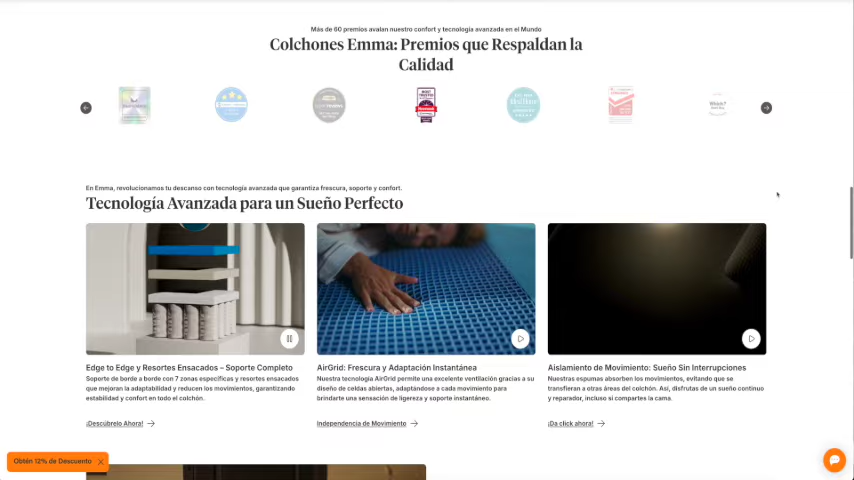 Más de 60 premios avalan nuestro confort y tecnología avanzada en el Mundo
Colchones Emma: Premios que Respaldan la
Calidad
Which?
En Emma, revolucionamos tu descanso con tecnología avanzada que garantiza frescura, soporte y confort.
Tecnología Avanzada para un Sueño Perfecto
Edge to Edge y Resortes Ensacados – Soporte Completo
Soporte de borde a borde con 7 zonas específicas y resortes ensacados
que mejoran la adaptabilidad y reducen los movimientos, garantizando
estabilidad y confort en todo el colchón.
¡Descúbrelo Ahora!
AirGrid: Frescura y Adaptación Instantánea
Nuestra tecnología AirGrid permite una excelente ventilación gracias a su
diseño de celdas abiertas, adaptándose a cada movimiento para
brindarte una sensación de ligereza y soporte instantáneo.
Independencia de Movimiento
Aislamiento de Movimiento: Sueño Sin Interrupciones
Nuestras espumas absorben los movimientos, evitando que se
transfieran a otras áreas del colchón. Así, disfrutas de un sueño continuo
y reparador, incluso si compartes la cama.
¡Da click ahora!
Obtén 12% de Descuento